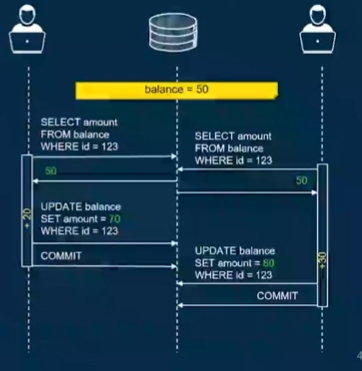 balance = 50
SELECT amount
FROM balance
WHERE id = 123
SELECT amount
FROM balance
WHERE id = 123
50
50
+ 20
UPDATE balance
SET amount = 70
WHERE id = 123
COMMIT
UPDATE balance
SET amount = 80
WHERE id = 123
+30
COMMIT
4